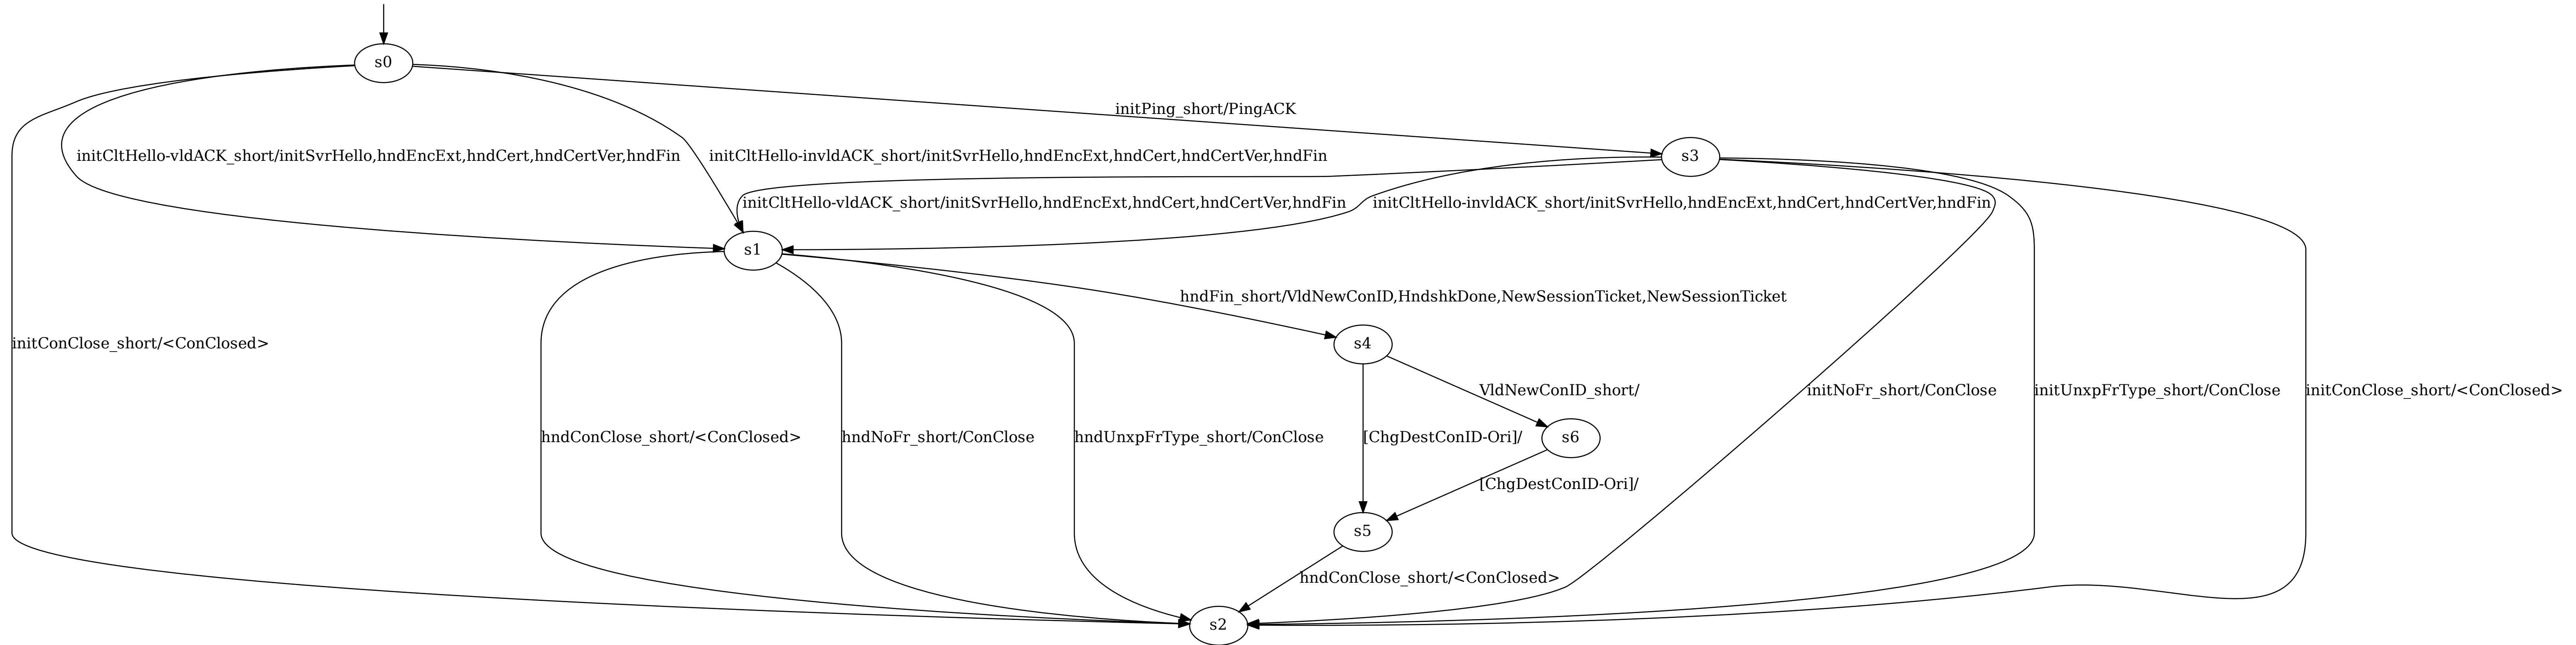 s0
initPing_short/PingACK
initCltHello-vldACK_short/initSvrHello,hndEncExt,hndCert,hndCertVer,hndFin
initCltHello-invldACK_short/initSvrHello,hndEncExt,hndCert,hndCertVer,hndFin
s3
initCltHello-vldACK_short/initSvrHello,hndEncExt,hndCert,hndCertVer,hndFin
initCltHello-invldACK_short/initSvrHello,hndEncExt,hndCert,hndCertVer,hndFin
s1
hndFin_short/VldNewConID,HndshkDone,NewSessionTicket,NewSessionTicket
initConClose_short/<ConClosed>
s4
VldNewConID_short/
initNoFr_short/ConClose
initUnxpFrType_short/ConClose
initConClose_short/<ConClosed>
hndConClose_short/<ConClosed>
hndNoFr_short/ConClose
hndUnxpFrType_short/ConClose
[ChgDestConID-Ori]/
s6
[ChgDestConID-Ori]/
s5
hndConClose_short/<ConClosed>
s2